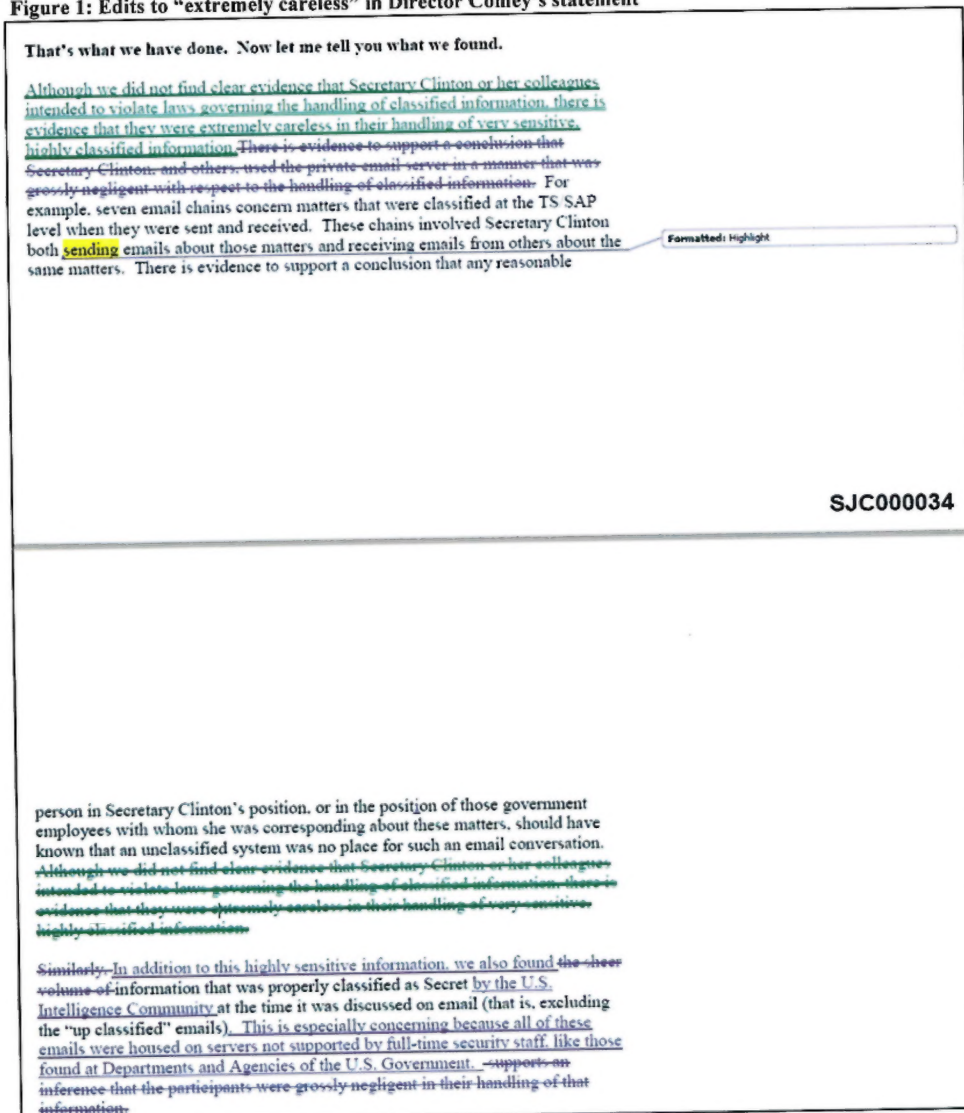 Figure 1: Edits to “extremely careless” in Director Comey’s statement
That’s what we have done.  Now let me tell you what we found.
Although we did not find clear evidence that Secretary Clinton or her colleagues
intended to violate laws governing the handling of classified information, there is
evidence that they were extremely careless in their handling of very sensitive,
highly classified information. There is evidence to support a conclusion that
Secretary Clinton, and others, used the private email server in a manner that was
grossly negligent with respect to the handling of classified information.  For
example, seven email chains concern matters that were classified at the TS SAP
level when they were sent and received.  These chains involved Secretary Clinton
both sending emails about those matters and receiving emails from others about the
Formatted: Highlight
same matters.  There is evidence to support a conclusion that any reasonable
SJC000034
person in Secretary Clinton’s position, or in the position of those government
employees with whom she was corresponding about these matters, should have
known that an unclassified system was no place for such an email conversation.
Although we did not find clear evidence that Secretary Clinton or her colleagues
intended to violate laws governing the handling of classified information, there is
evidence that they were extremely careless in their handling of very sensitive,
highly classified information.
Similarly, In addition to this highly sensitive information, we also found the sheer
volume of information that was properly classified as Secret by the U.S.
Intelligence Community at the time it was discussed on email (that is, excluding
the “up classified” emails). This is especially concerning because all of these
emails were housed on servers not supported by full-time security staff, like those
found at Departments and Agencies of the U.S. Government.  supports an
inference that the participants were grossly negligent in their handling of that
information.